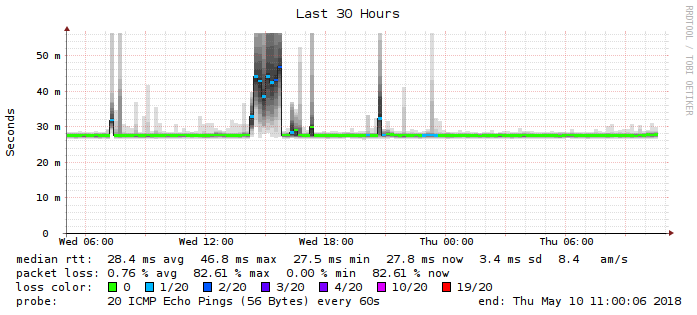 Last 30 Hours
RRDTOOL / TOBI OETIKER
Seconds
50 m
40 m
30 m
20 m
10 m
0
Wed 06:00 Wed 12:00 Wed 18:00 Thu 00:00 Thu 06:00
median rtt: 28.4 ms avg 46.8 ms max 27.5 ms min 27.8 ms now 3.4 ms sd 8.4 am/s
packet loss: 0.76 % avg 82.61 % max 0.00 % min 82.61 % now
loss color: 0 1/20 2/20 3/20 4/20 10/20 19/20
probe: 20 ICMP Echo Pings (56 Bytes) every 60s end: Thu May 10 11:00:06 2018